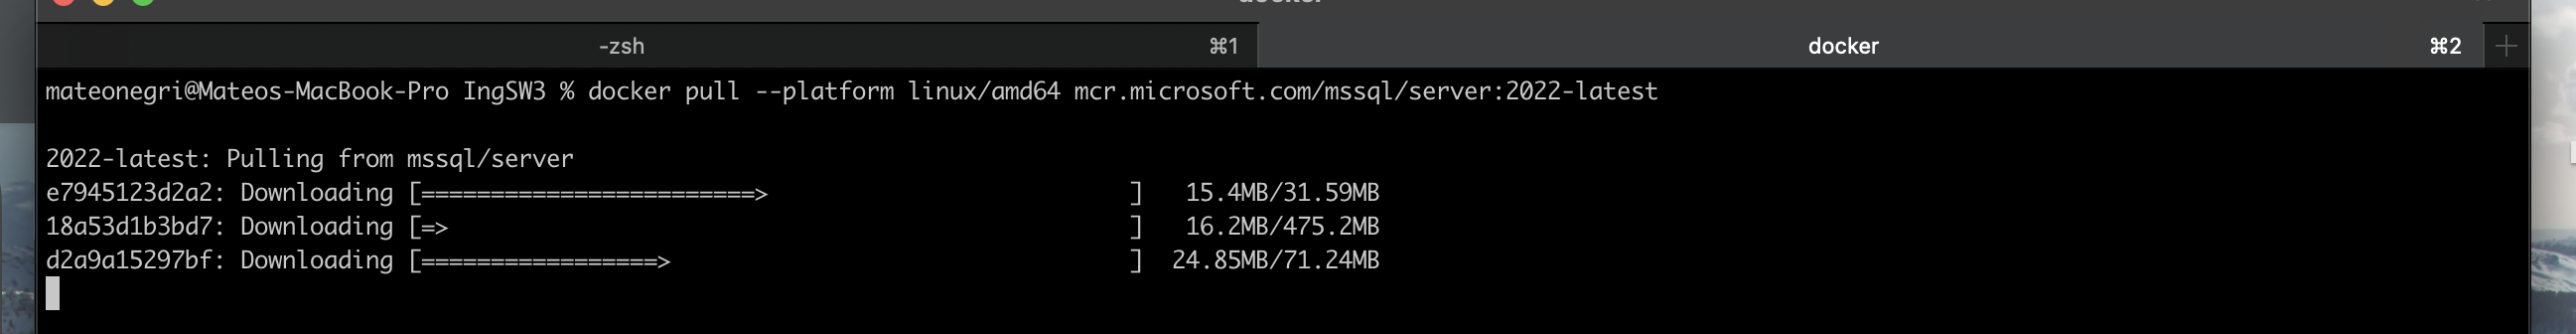 docker
-zsh ⌘1 docker ⌘2
mateonegri@Mateos-MacBook-Pro IngSW3 % docker pull --platform linux/amd64 mcr.microsoft.com/mssql/server:2022-latest
2022-latest: Pulling from mssql/server
e7945123d2a2: Downloading [========================>                          ]   15.4MB/31.59MB
18a53d1b3bd7: Downloading [=>                                                 ]   16.2MB/475.2MB
d2a9a15297bf: Downloading [=================>                                 ]  24.85MB/71.24MB